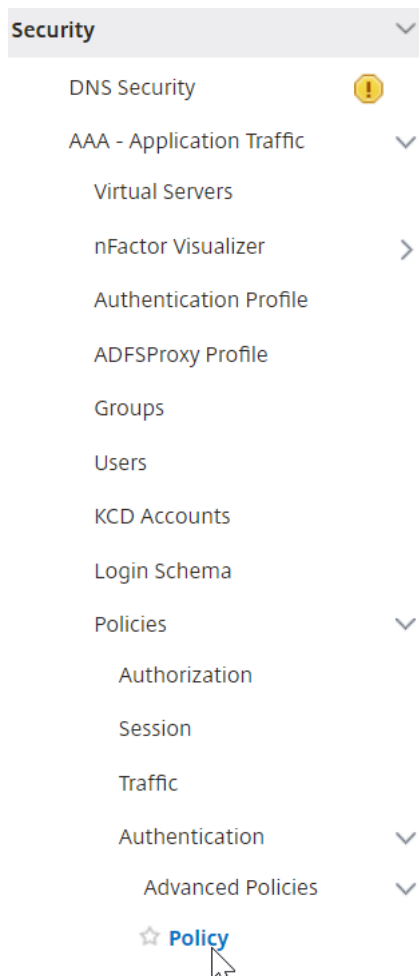 Security
DNS Security
AAA - Application Traffic
Virtual Servers
nFactor Visualizer
Authentication Profile
ADFSProxy Profile
Groups
Users
KCD Accounts
Login Schema
Policies
Authorization
Session
Traffic
Authentication
Advanced Policies
Policy